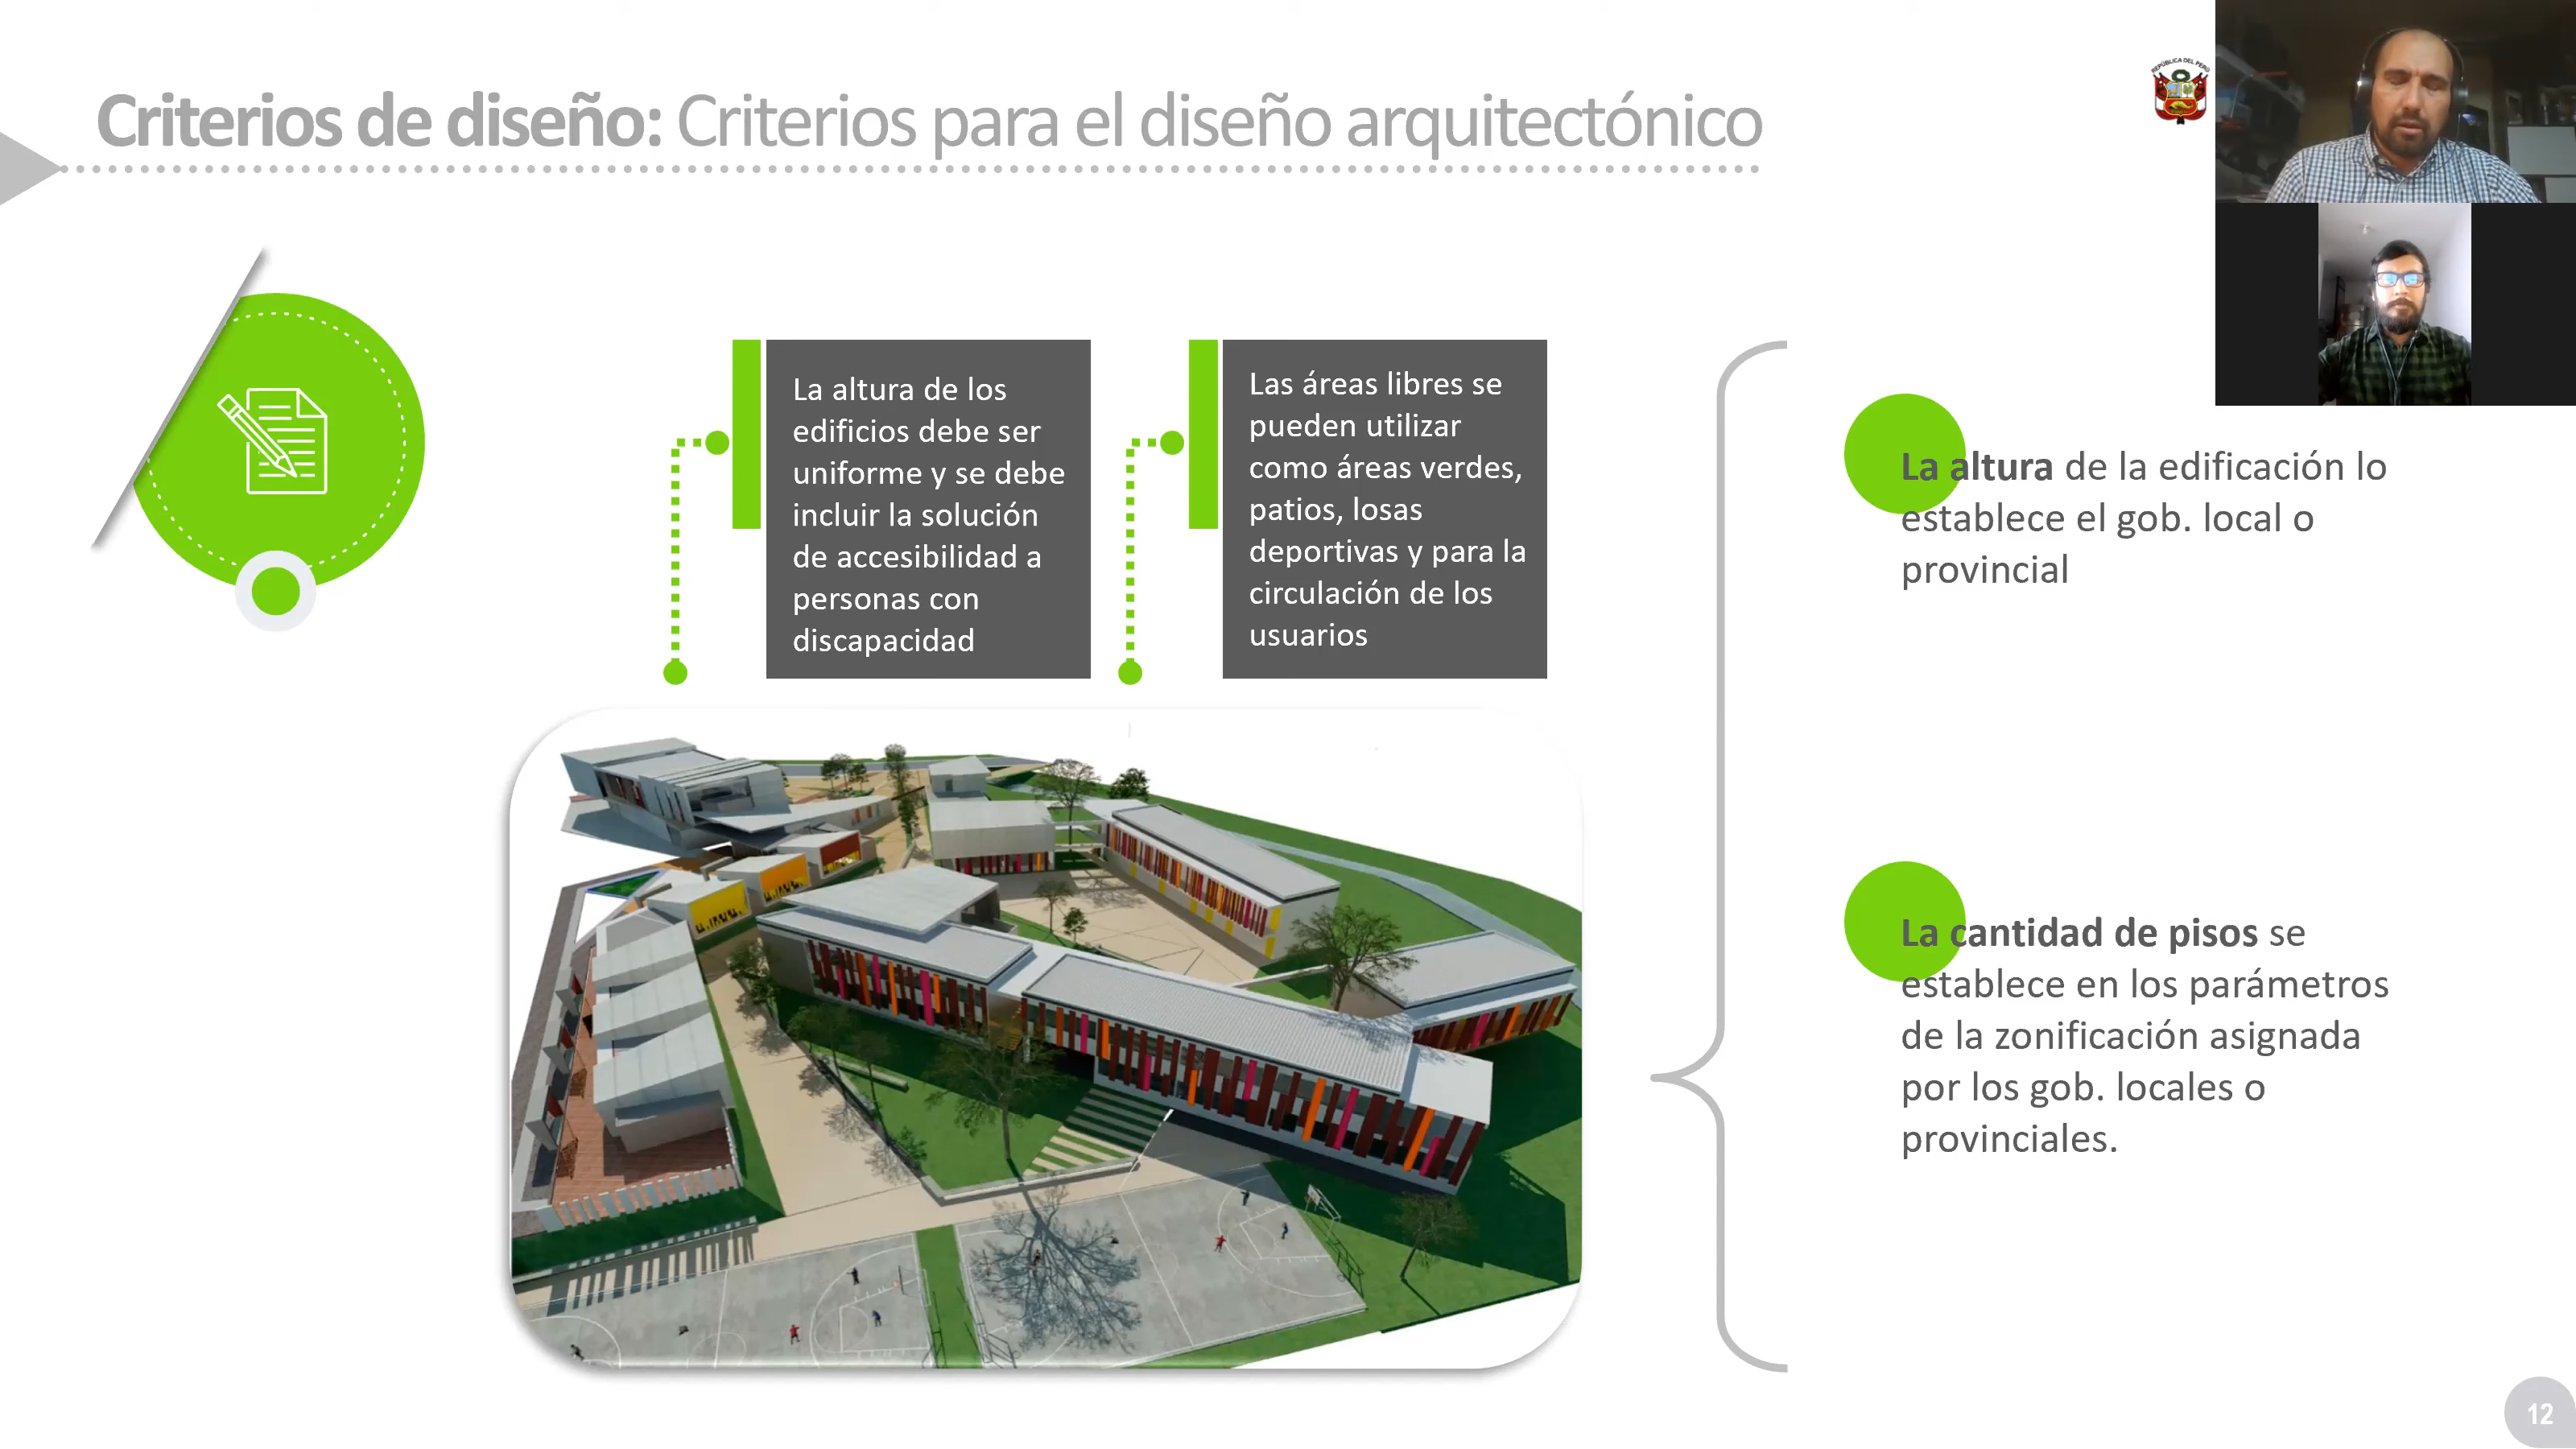 Criterios de diseño: Criterios para el diseño arquitectónico
REPÚBLICA DEL PERÚ
La altura de los
edificios debe ser
uniforme y se debe
incluir la solución
de accesibilidad a
personas con
discapacidad
Las áreas libres se
pueden utilizar
como áreas verdes,
patios, losas
deportivas y para la
circulación de los
usuarios
La altura de la edificación lo
establece el gob. local o
provincial
La cantidad de pisos se
establece en los parámetros
de la zonificación asignada
por los gob. locales o
provinciales.
12